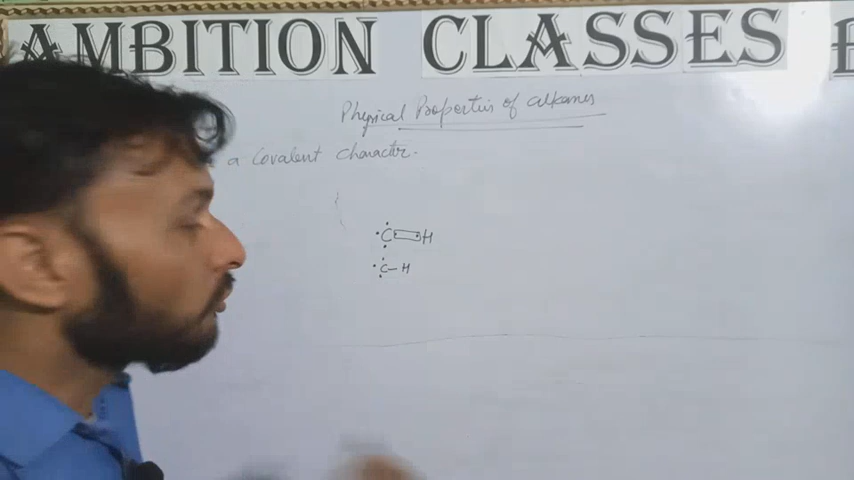 AMBITION CLASSES
Physical Properties of alkanes
a Covalent character.
C H
C-H